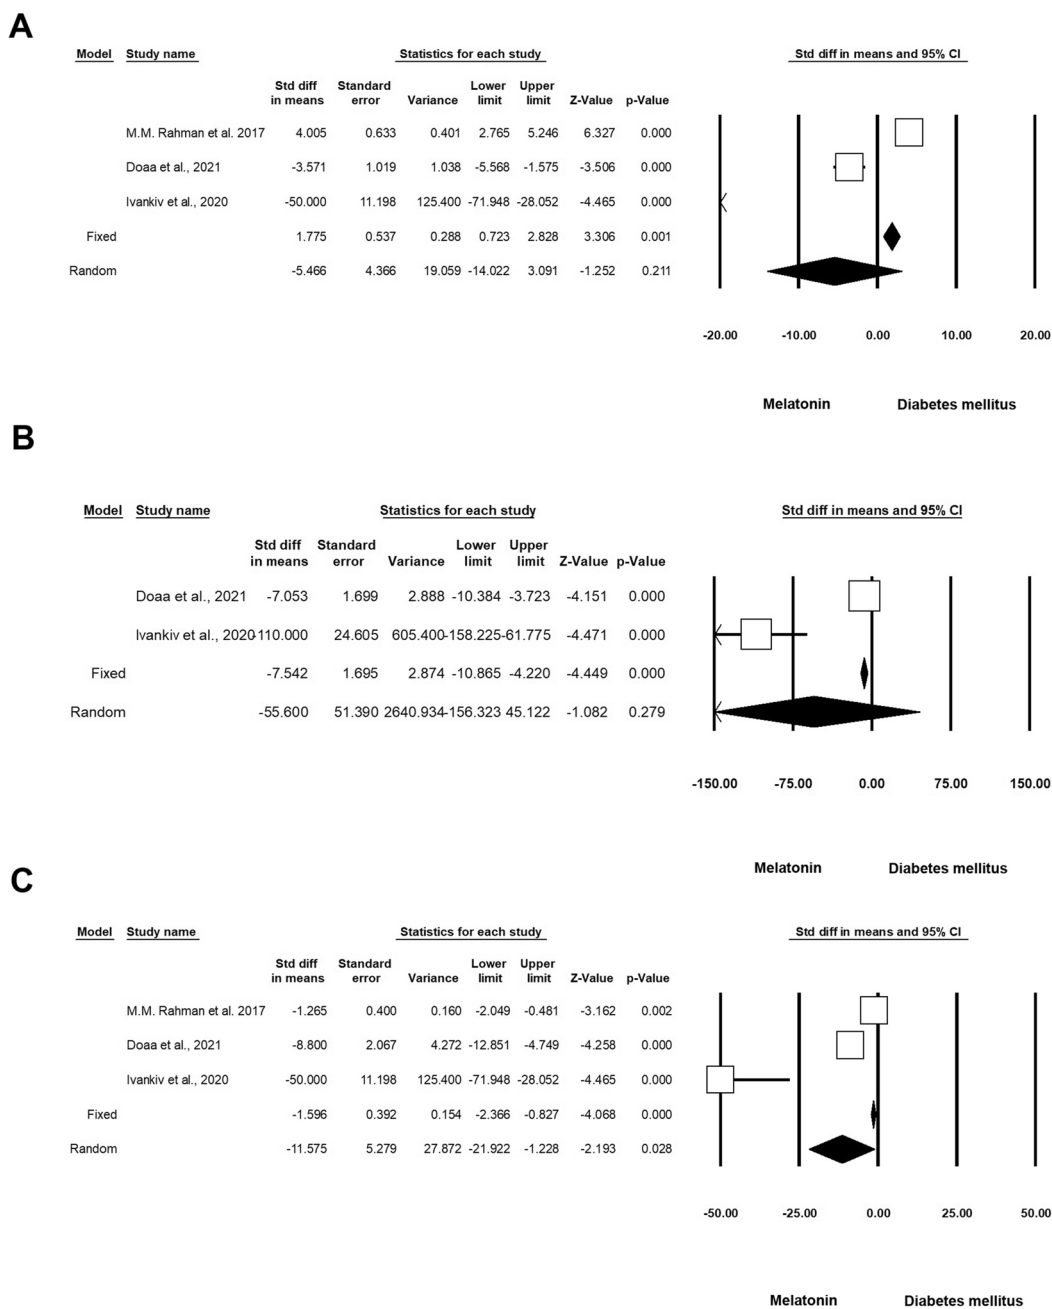 A
Model Study name Statistics for each study Std diff in means and 95% CI
Std diff Standard Lower Upper
in means error Variance limit limit Z-Value p-Value
M.M. Rahman et al. 2017 4.005 0.633 0.401 2.765 5.246 6.327 0.000
Doaa et al., 2021 -3.571 1.019 1.038 -5.568 -1.575 -3.506 0.000
Ivankiv et al., 2020 -50.000 11.198 125.400 -71.948 -28.052 -4.465 0.000
Fixed 1.775 0.537 0.288 0.723 2.828 3.306 0.001
Random -5.466 4.366 19.059 -14.022 3.091 -1.252 0.211
-20.00 -10.00 0.00 10.00 20.00
Melatonin Diabetes mellitus
B
Model Study name Statistics for each study Std diff in means and 95% CI
Std diff Standard Lower Upper
in means error Variance limit limit Z-Value p-Value
Doaa et al., 2021 -7.053 1.699 2.888 -10.384 -3.723 -4.151 0.000
Ivankiv et al., 2020 -110.000 24.605 605.400 -158.225 -61.775 -4.471 0.000
Fixed -7.542 1.695 2.874 -10.865 -4.220 -4.449 0.000
Random -55.600 51.390 2640.934 -156.323 45.122 -1.082 0.279
-150.00 -75.00 0.00 75.00 150.00
Melatonin Diabetes mellitus
C
Model Study name Statistics for each study Std diff in means and 95% CI
Std diff Standard Lower Upper
in means error Variance limit limit Z-Value p-Value
M.M. Rahman et al. 2017 -1.265 0.400 0.160 -2.049 -0.481 -3.162 0.002
Doaa et al., 2021 -8.800 2.067 4.272 -12.851 -4.749 -4.258 0.000
Ivankiv et al., 2020 -50.000 11.198 125.400 -71.948 -28.052 -4.465 0.000
Fixed -1.596 0.392 0.154 -2.366 -0.827 -4.068 0.000
Random -11.575 5.279 27.872 -21.922 -1.228 -2.193 0.028
-50.00 -25.00 0.00 25.00 50.00
Melatonin Diabetes mellitus